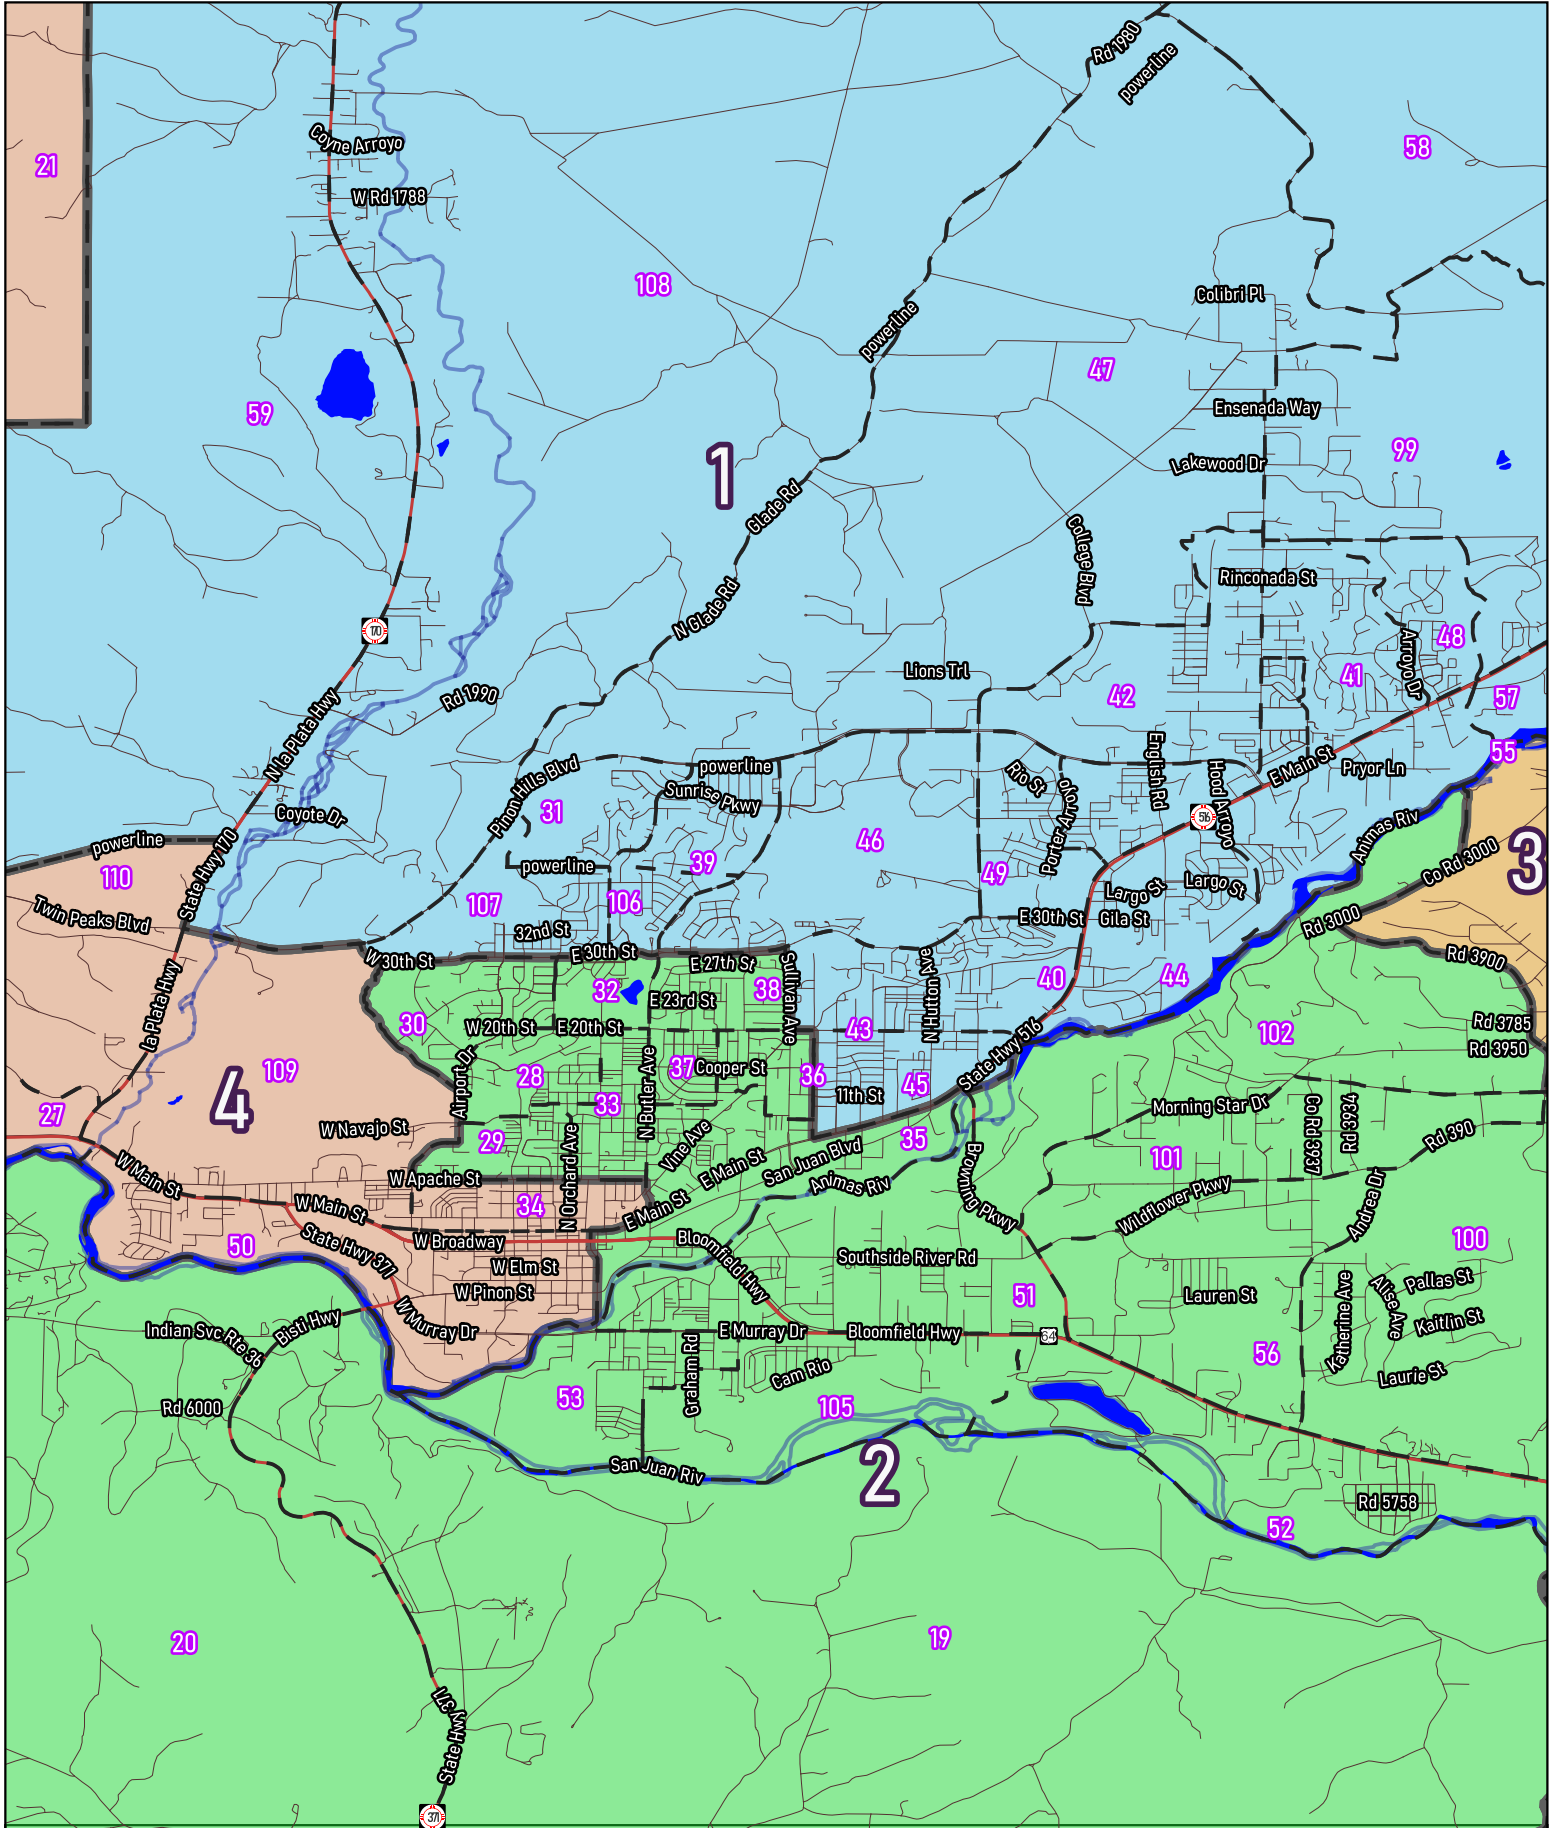 Rd 1980
powerline
Coyne Arroyo
58
21
W Rd 1788
108
Colibri Pl
powerline
47
59
Ensenada Way
1
99
Lakewood Dr
Glade Rd
College Blvd
Rinconada St
N Glade Rd
170
48
Arroyo Dr
Lions Trl
41
Rd 1990
42
57
N La Plata Hwy
55
English Rd
Pinon Hills Blvd
powerline
Hood Arroyo
E Main St
Pryor Ln
Rio St
Sunrise Pkwy
31
Coyote Dr
Porter Arroyo
516
Animas Riv
powerline
46
State Hwy 170
110
powerline
39
49
Co Rd 3000
3
107
106
Largo St
Largo St
Twin Peaks Blvd
32nd St
E 30th St
Gila St
Rd 3000
W 30th St
E 30th St
E 27th St
Rd 3900
La Plata Hwy
32
38
Sullivan Ave
N Hutton Ave
40
44
E 23rd St
30
W 20th St
E 20th St
43
102
Rd 3785
Rd 3950
State Hwy 516
109
4
28
37
Cooper St
36
45
11th St
Airport Dr
33
N Butler Ave
27
Morning Star Dr
Co Rd 3937
Rd 3934
W Navajo St
29
N Orchard Ave
Vine Ave
35
Rd 390
San Juan Blvd
101
E Main St
W Main St
W Apache St
Animas Riv
Browning Pkwy
Wildflower Pkwy
Andrea Dr
34
W Main St
E Main St
50
State Hwy 371
W Broadway
Bloomfield Hwy
100
Southside River Rd
W Elm St
W Pinon St
51
Lauren St
Katherine Ave
Alise Ave
Pallas St
Kaitlin St
Indian Svc Rte 36
Bisti Hwy
W Murray Dr
E Murray Dr
Bloomfield Hwy
64
56
Graham Rd
Cam Rio
Laurie St
Rd 6000
53
105
San Juan Riv
2
Rd 5758
52
20
19
State Hwy 371
371